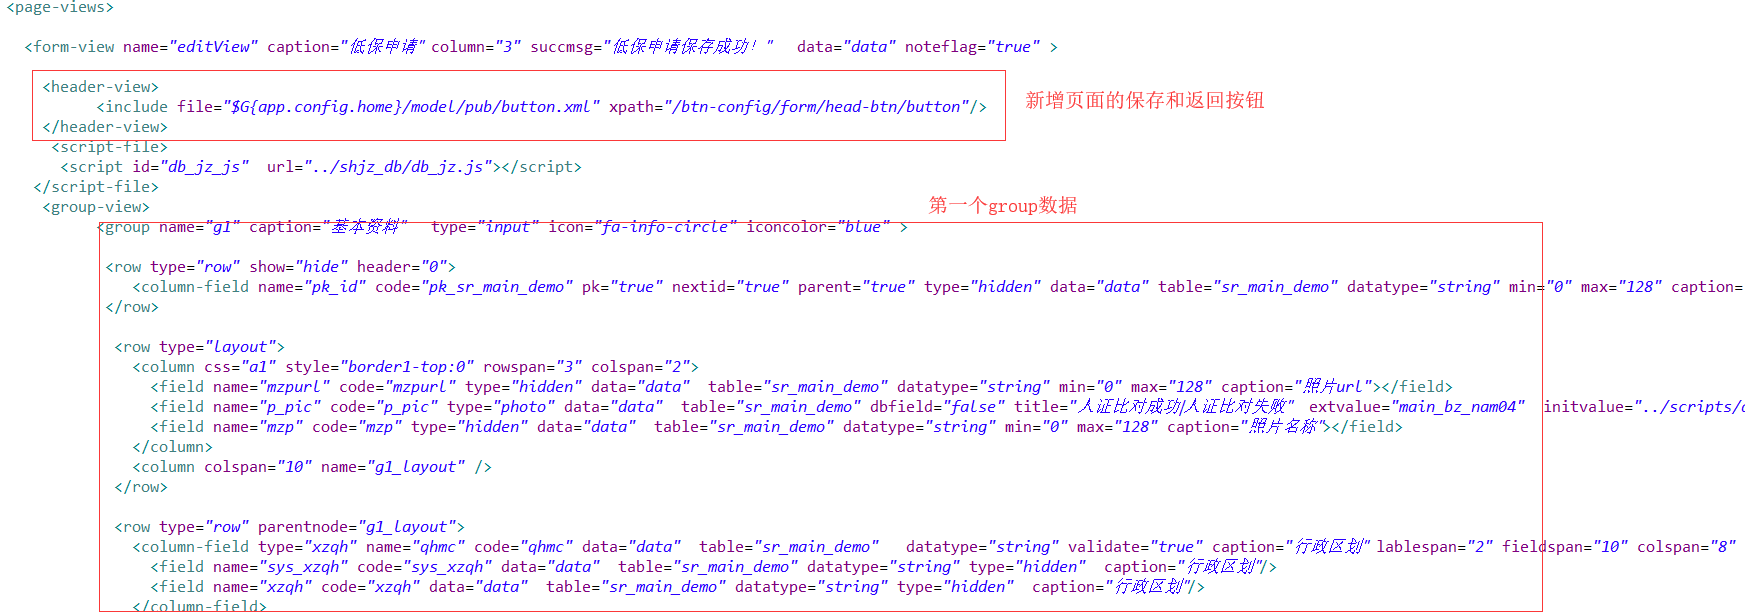 <page-views>
<form-view name="editView" caption="低保申请" column="3" succmsg="低保申请保存成功！"   data="data" noteflag="true" >
<header-view>
<include file="$G{app.config.home}/model/pub/button.xml" xpath="/btn-config/form/head-btn/button"/>
新增页面的保存和返回按钮
</header-view>
<script-file>
<script id="db_jz_js"  url="../shjz_db/db_jz.js"></script>
</script-file>
<group-view>
第一个group数据
<group name="g1" caption="基本资料"   type="input" icon="fa-info-circle" iconcolor="blue" >
<row type="row" show="hide" header="0">
<column-field name="pk_id" code="pk_sr_main_demo" pk="true" nextid="true" parent="true" type="hidden" data="data" table="sr_main_demo" datatype="string" min="0" max="128" caption=
</row>
<row type="layout">
<column css="a1" style="border1-top:0" rowspan="3" colspan="2">
<field name="mzpurl" code="mzpurl" type="hidden" data="data"  table="sr_main_demo" datatype="string" min="0" max="128" caption="照片url"></field>
<field name="p_pic" code="p_pic" type="photo" data="data"  table="sr_main_demo" dbfield="false" title="人证比对成功|人证比对失败"  extvalue="main_bz_nam04"  initvalue="../scripts/
<field name="mzp" code="mzp" type="hidden" data="data"  table="sr_main_demo" datatype="string" min="0" max="128" caption="照片名称"></field>
</column>
<column colspan="10" name="g1_layout" />
</row>
<row type="row" parentnode="g1_layout">
<column-field type="xzqh" name="qhmc" code="qhmc" data="data"  table="sr_main_demo"   datatype="string" validate="true" caption="行政区划" lablespan="2" fieldspan="10" colspan="8"
<field name="sys_xzqh" code="sys_xzqh" data="data"  table="sr_main_demo" datatype="string" type="hidden"  caption="行政区划"/>
<field name="xzqh" code="xzqh" data="data"  table="sr_main_demo" datatype="string" type="hidden"  caption="行政区划"/>
</column-field>